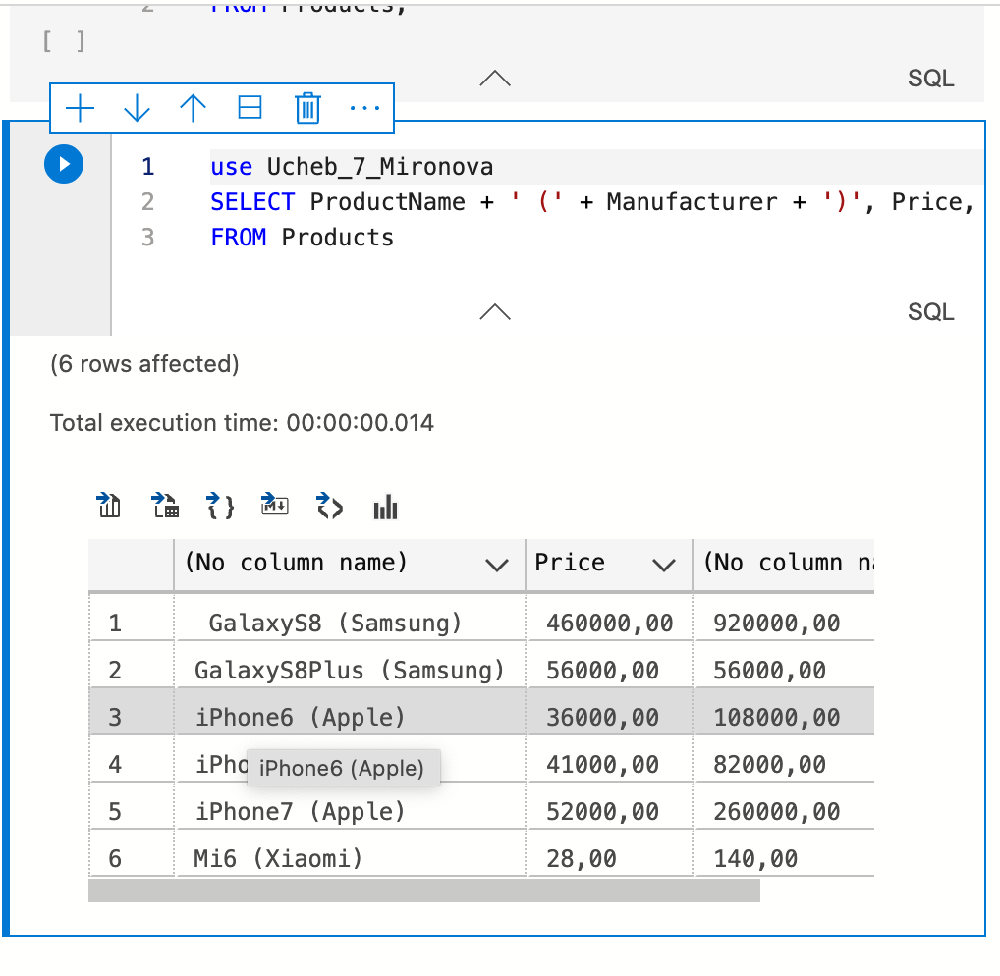 2 FROM Products;
[ ]
SQL
1 use Ucheb_7_Mironova
2 SELECT ProductName + ' (' + Manufacturer + ')', Price,
3 FROM Products
SQL
(6 rows affected)
Total execution time: 00:00:00.014
(No column name) Price (No column
1 GalaxyS8 (Samsung) 460000,00 920000,00
2 GalaxyS8Plus (Samsung) 56000,00 56000,00
3 iPhone6 (Apple) 36000,00 108000,00
4 iPho 41000,00 82000,00
iPhone6 (Apple)
5 iPhone7 (Apple) 52000,00 260000,00
6 Mi6 (Xiaomi) 28,00 140,00